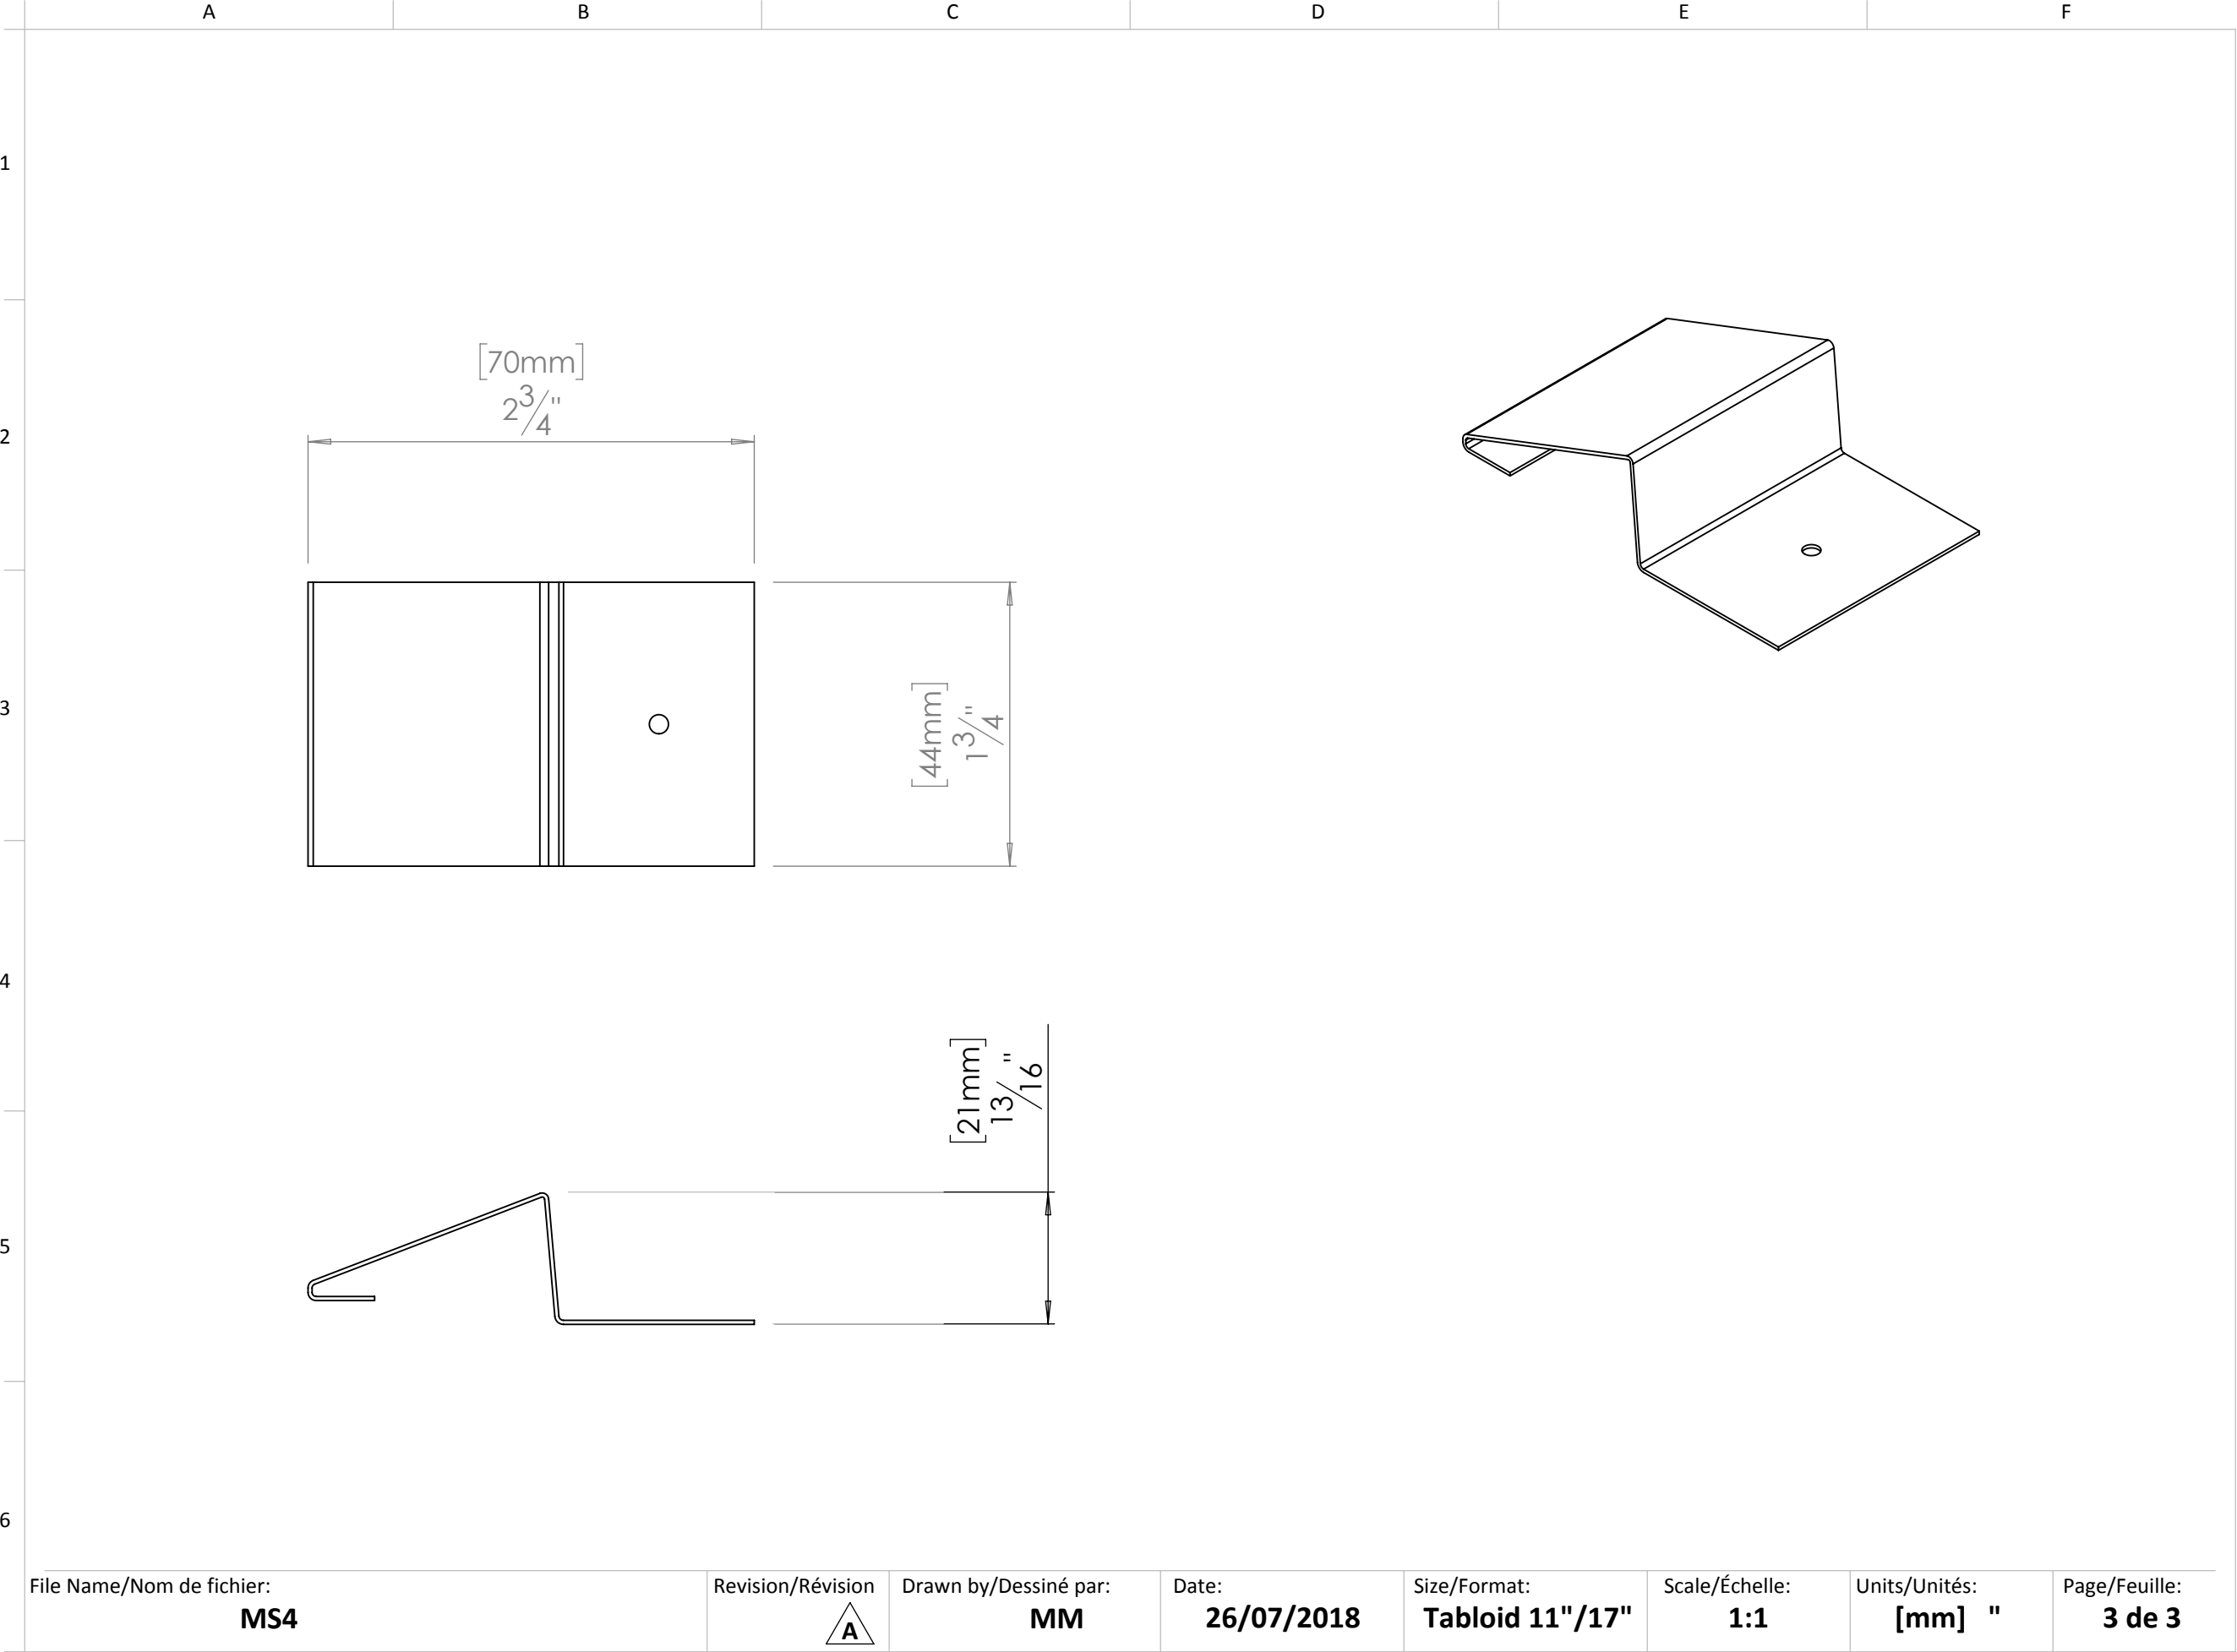 A B C D E F
1
2
3
4
5
6
[70mm]
2 3/4"
[44mm]
1 3/4"
[21mm]
13/16"
File Name/Nom de fichier:
MS4
Revision/Révision
A
Drawn by/Dessiné par:
MM
Date:
26/07/2018
Size/Format:
Tabloid 11"/17"
Scale/Échelle:
1:1
Units/Unités:
[mm] "
Page/Feuille:
3 de 3